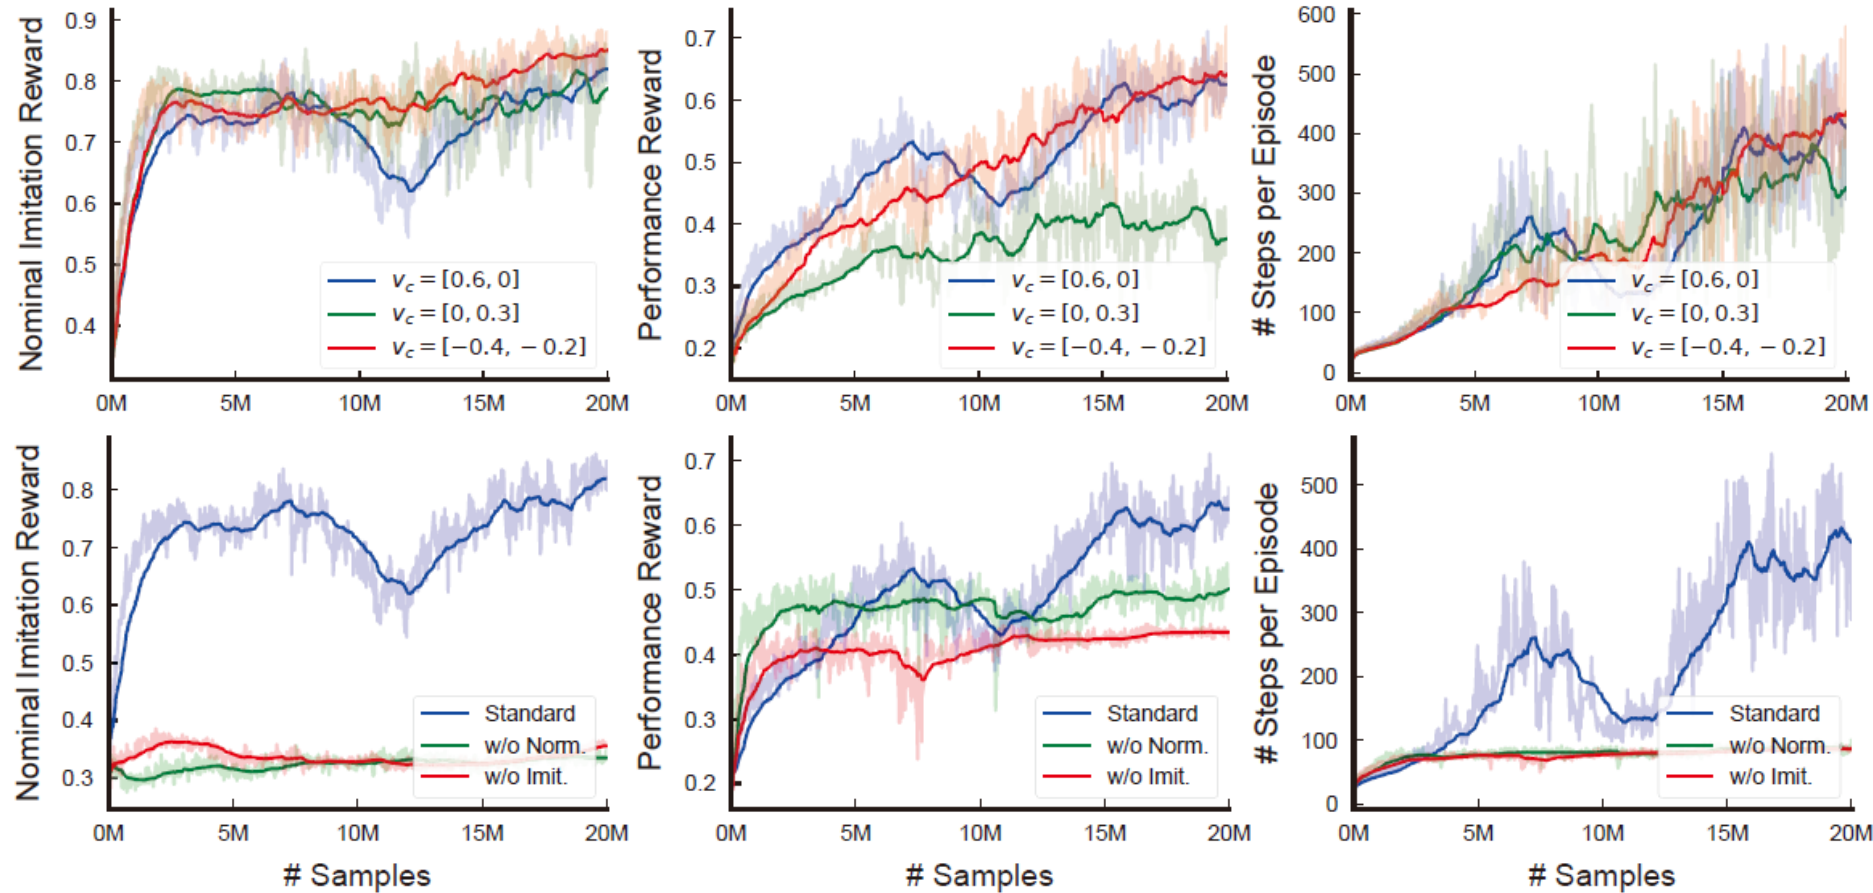 Nominal Imitation Reward
0.9
0.8
0.7
0.6
0.5
0.4
v_c = [0.6, 0]
v_c = [0, 0.3]
v_c = [−0.4, −0.2]
0M 5M 10M 15M 20M
Performance Reward
0.7
0.6
0.5
0.4
0.3
0.2
v_c = [0.6, 0]
v_c = [0, 0.3]
v_c = [−0.4, −0.2]
0M 5M 10M 15M 20M
# Steps per Episode
600
500
400
300
200
100
0
v_c = [0.6, 0]
v_c = [0, 0.3]
v_c = [−0.4, −0.2]
0M 5M 10M 15M 20M
Nominal Imitation Reward
0.8
0.7
0.6
0.5
0.4
0.3
Standard
w/o Norm.
w/o Imit.
0M 5M 10M 15M 20M
# Samples
Performance Reward
0.7
0.6
0.5
0.4
0.3
0.2
Standard
w/o Norm.
w/o Imit.
0M 5M 10M 15M 20M
# Samples
# Steps per Episode
500
400
300
200
100
0
Standard
w/o Norm.
w/o Imit.
0M 5M 10M 15M 20M
# Samples